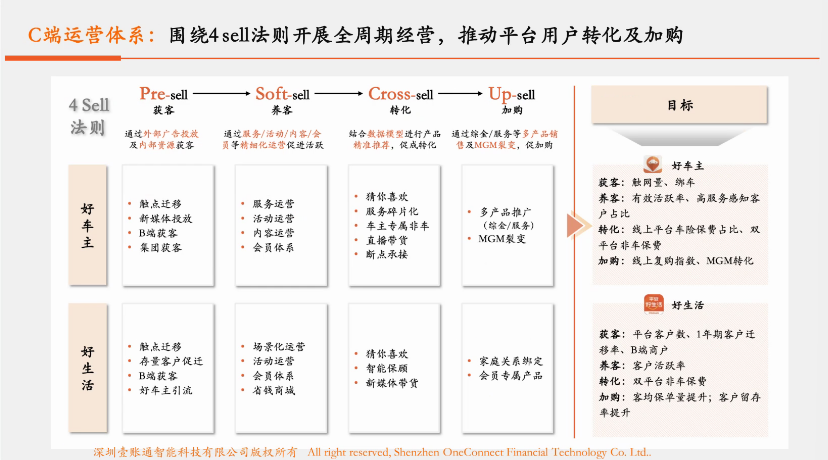 C端运营体系：围绕4 sell法则开展全周期经营，推动平台用户转化及加购
4 Sell
法则
Pre-sell
获客
通过外部广告投放
及内部资源获客
Soft-sell
养客
通过服务/活动/内容/会
员等精细化运营促进活跃
Cross-sell
转化
贴合数据模型进行产品
精准推荐，促成转化
Up-sell
加购
通过综金/服务等多产品销
售及MGM裂变，促加购
好
车
主
• 触点迁移
• 新媒体投放
• B端获客
• 集团获客
• 服务运营
• 活动运营
• 内容运营
• 会员体系
• 猜你喜欢
• 服务碎片化
• 车主专属非车
• 直播带货
• 断点承接
• 多产品推广
（综金/服务）
• MGM裂变
好
生
活
• 触点迁移
• 存量客户促迁
• B端获客
• 好车主引流
• 场景化运营
• 活动运营
• 会员体系
• 省钱商城
• 猜你喜欢
• 智能保顾
• 新媒体带货
• 家庭关系绑定
• 会员专属产品
目标
好车主
获客：触网量、绑车
养客：有效活跃率、高服务感知客
户占比
转化：线上平台车险保费占比、双
平台非车保费
加购：线上复购指数、MGM转化
好生活
好生活
获客：平台客户数、1年期客户迁
移率、B端商户
养客：客户活跃率
转化：双平台非车保费
加购：客均保单量提升；客户留存
率提升
深圳壹账通智能科技有限公司版权所有 All right reserved, Shenzhen OneConnect Financial Technology Co. Ltd..